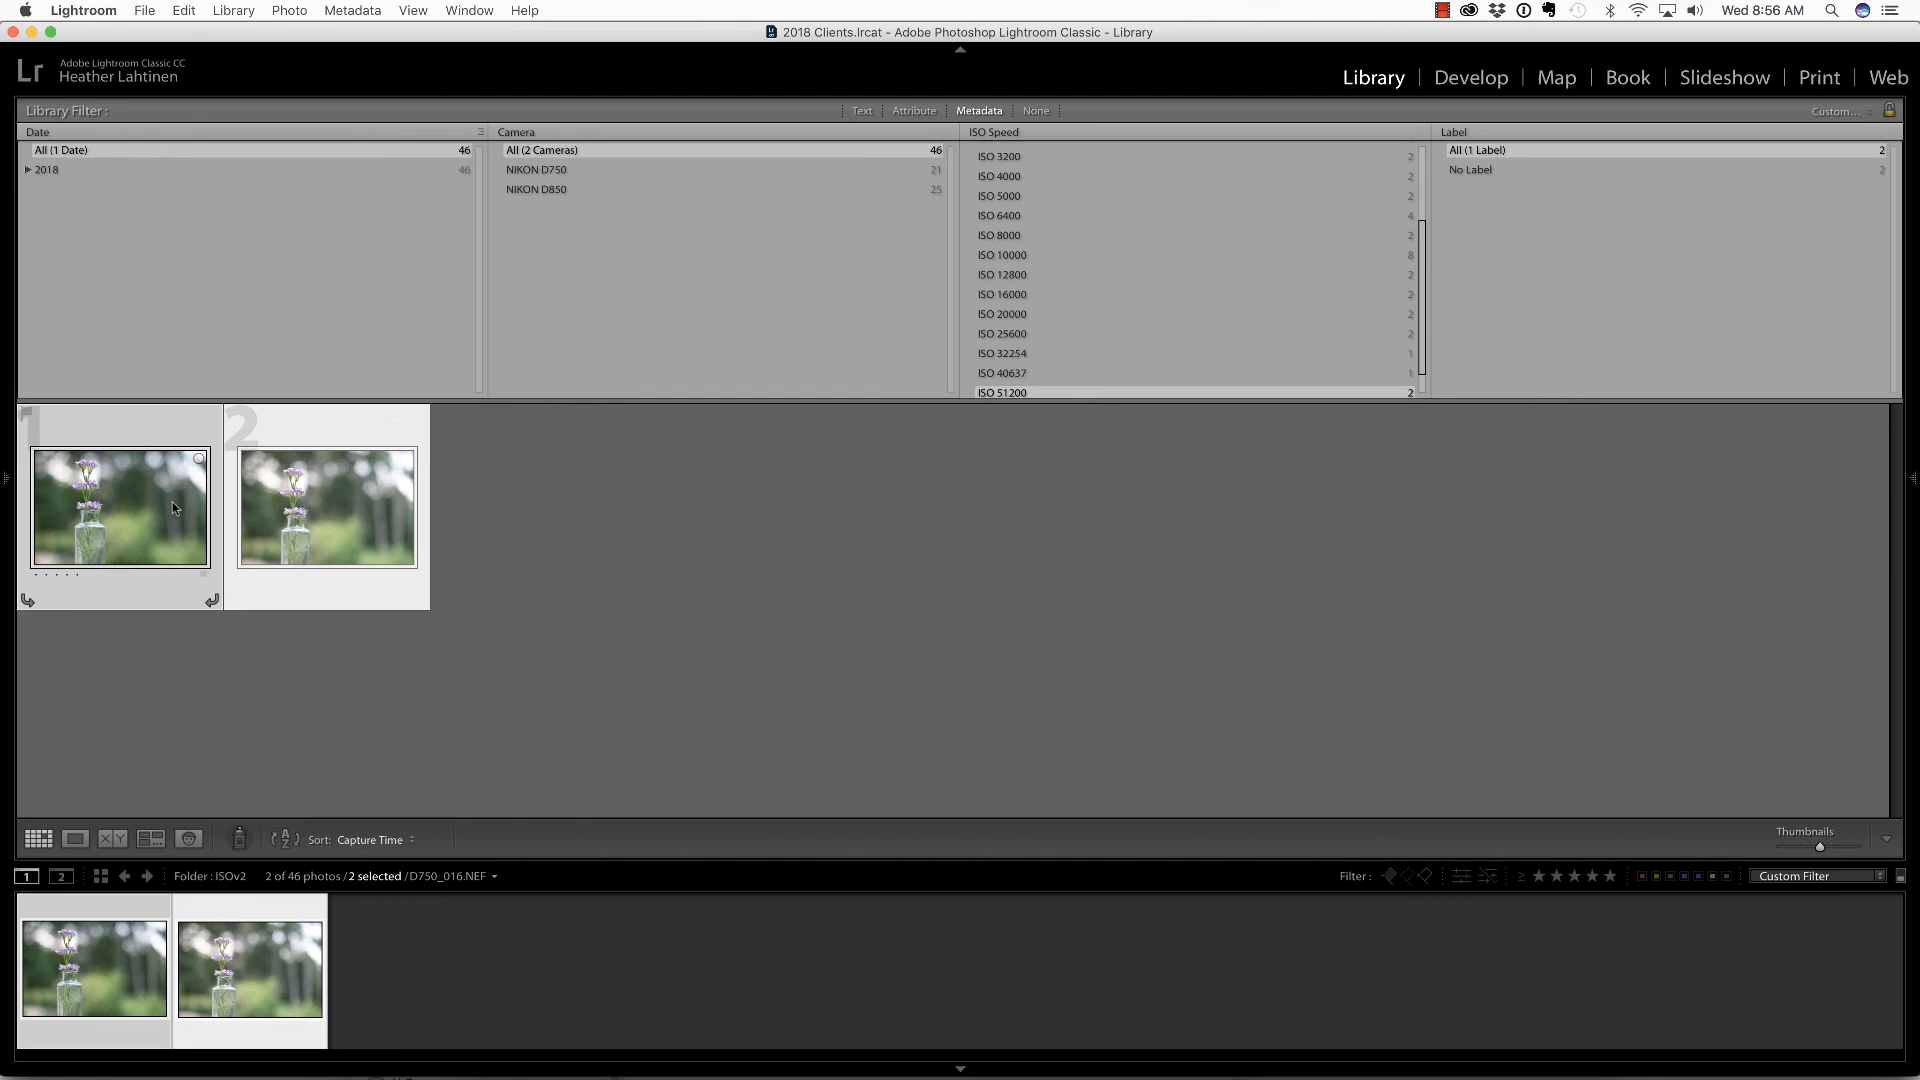 Lightroom File Edit Library Photo Metadata View Window Help Wed 8:56 AM
2018 Clients.lrcat - Adobe Photoshop Lightroom Classic - Library
Lr Adobe Lightroom Classic CC
Heather Lahtinen
Library | Develop | Map | Book | Slideshow | Print | Web
Library Filter : Text Attribute Metadata None Custom...
Date Camera ISO Speed Label
All (1 Date) 46 All (2 Cameras) 46 All (1 Label) 2
ISO 3200 2
2018 46 NIKON D750 21 No Label 2
ISO 4000 2
NIKON D850 25
ISO 5000 2
ISO 6400 4
ISO 8000 2
ISO 10000 8
ISO 12800 2
ISO 16000 2
ISO 20000 2
ISO 25600 2
ISO 32254 1
ISO 40637 1
ISO 51200 2
1 2
XY Sort: Capture Time Thumbnails
1 2 Folder : ISOv2 2 of 46 photos / 2 selected / D750_016.NEF Filter : ≥ ★★★★★ Custom Filter